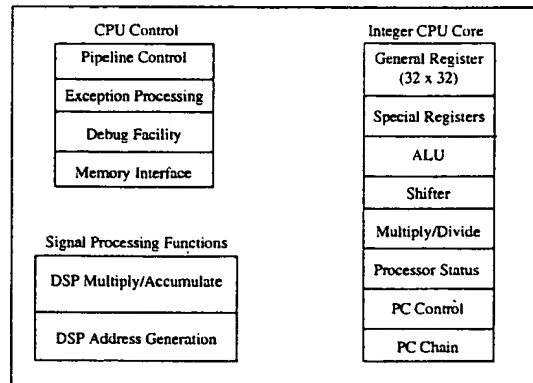 CPU Control
Pipeline Control
Exception Processing
Debug Facility
Memory Interface
Signal Processing Functions
DSP Multiply/Accumulate
DSP Address Generation
Integer CPU Core
General Register
(32 x 32)
Special Registers
ALU
Shifter
Multiply/Divide
Processor Status
PC Control
PC Chain